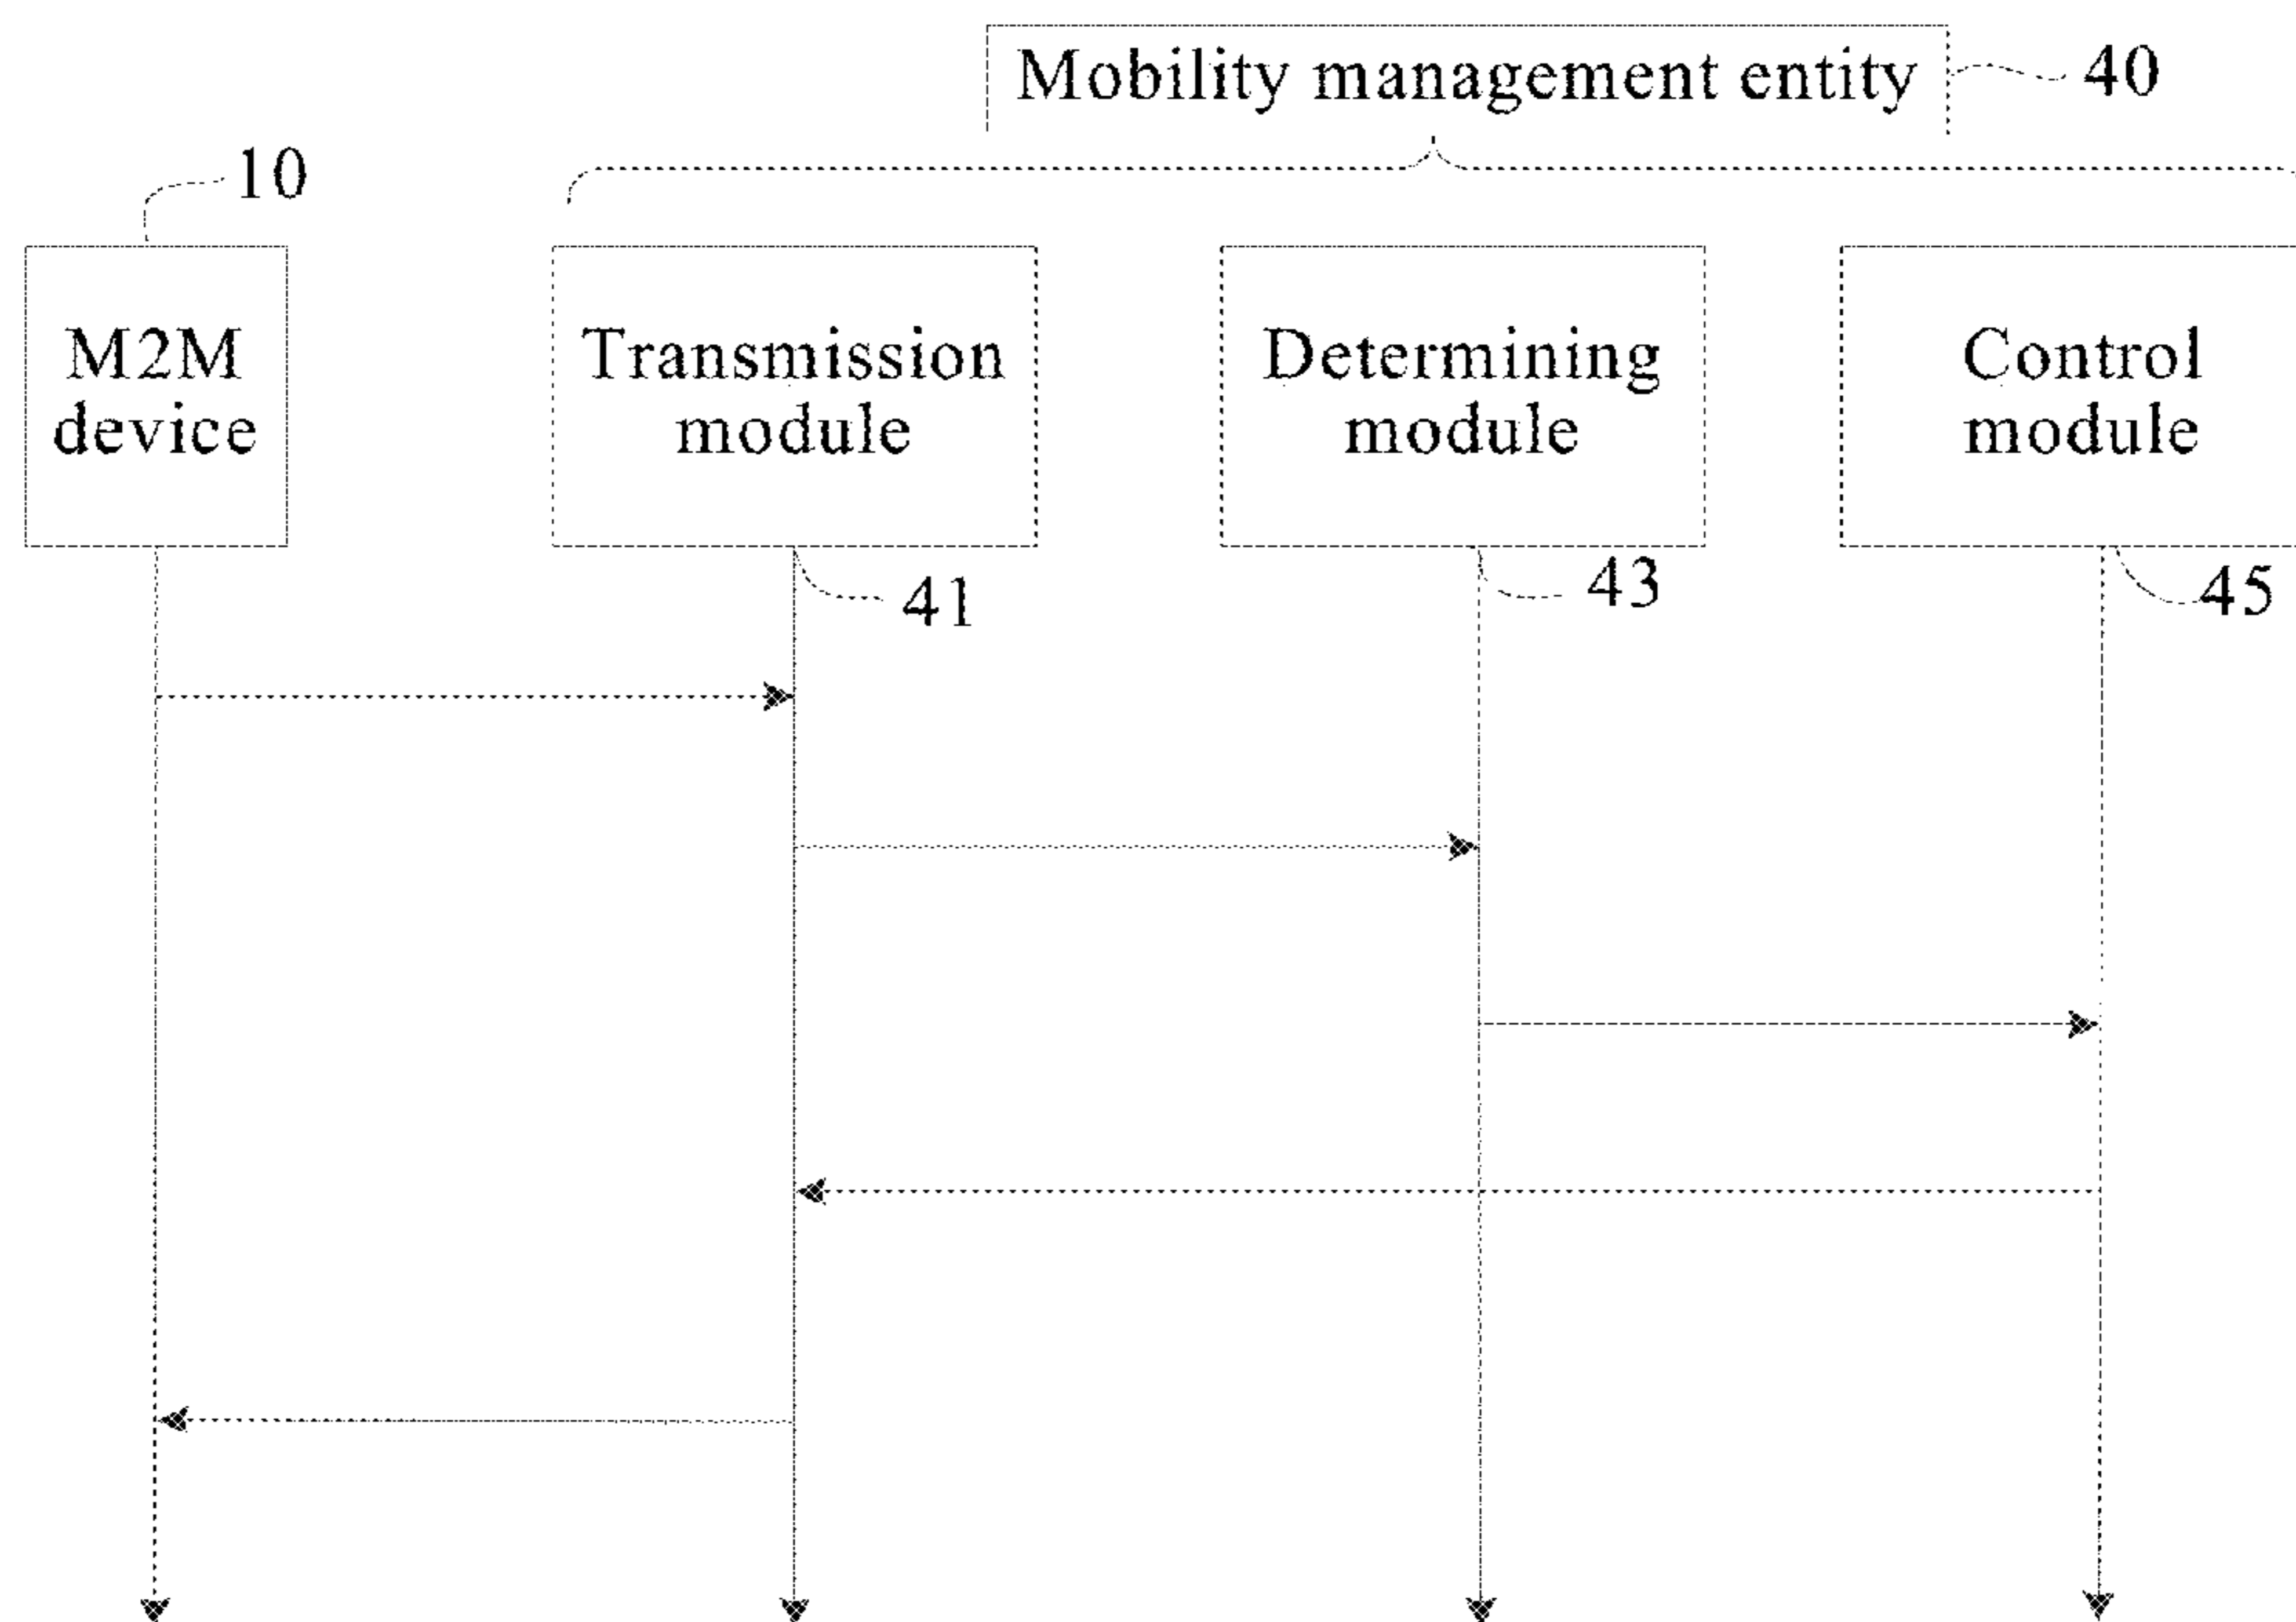 Mobility management entity
40
10
M2M
device
Transmission
module
Determining
module
Control
module
41
43
45